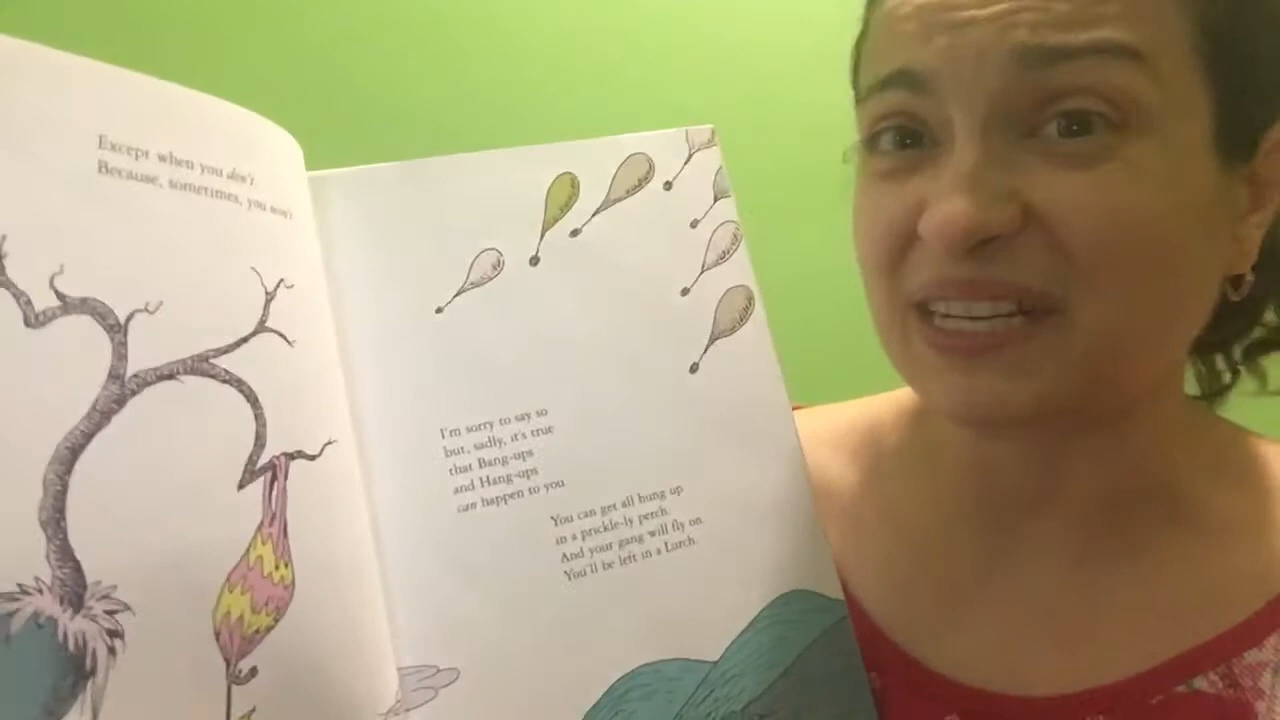 Except when you don't
Because, sometimes, you won't
I'm sorry to say so
but, sadly, it's true
that Bang-ups
and Hang-ups
can happen to you.
You can get all hung up
in a prickle-ly perch.
And your gang will fly on.
You'll be left in a Lurch.